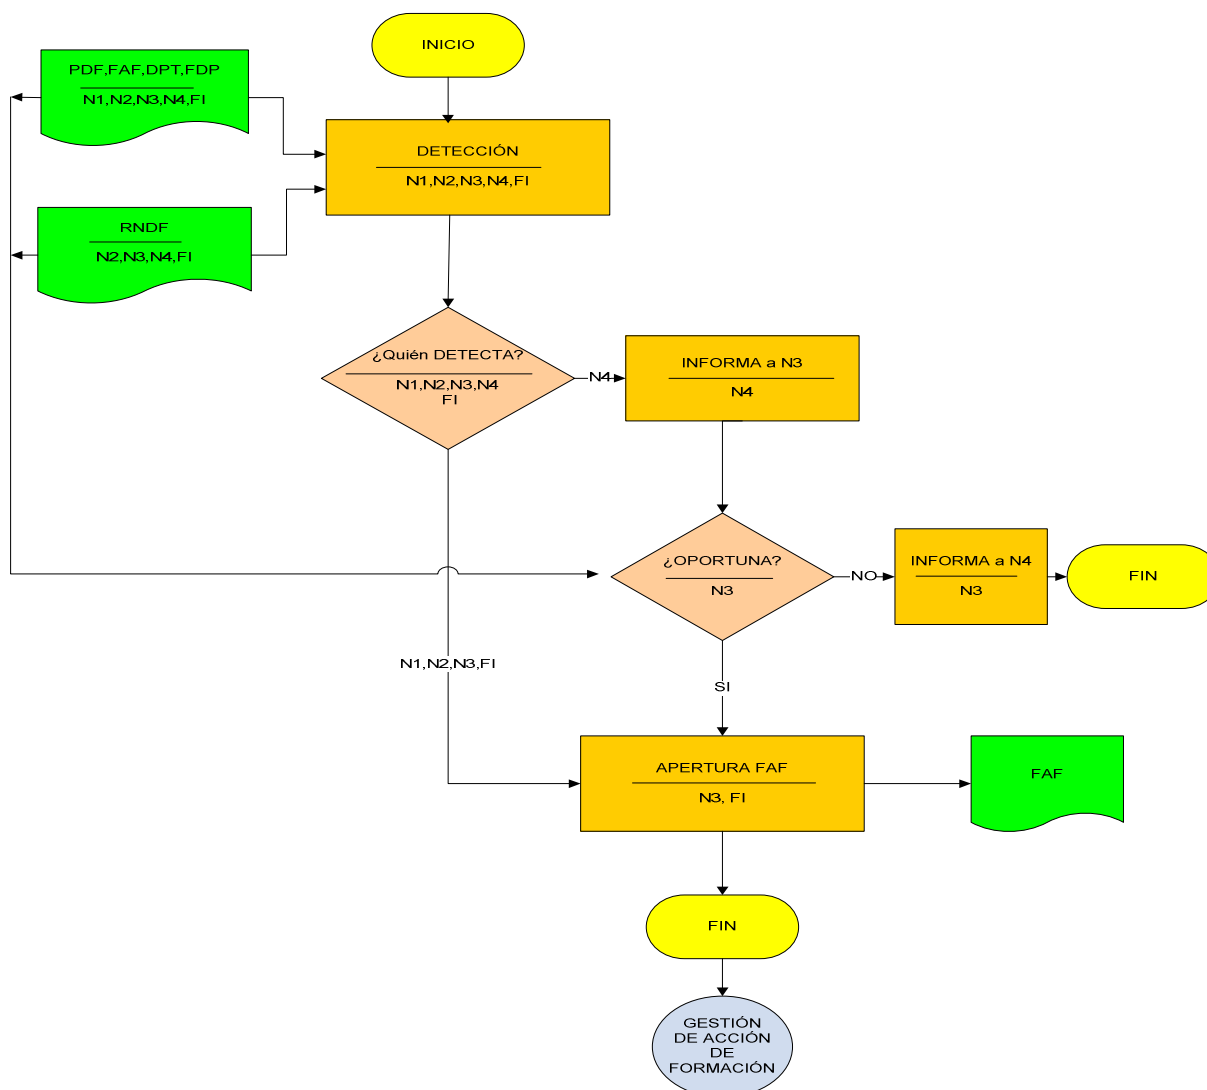 INICIO
PDF,FAF,DPT,FDP
N1,N2,N3,N4,FI
DETECCIÓN
N1,N2,N3,N4,FI
RNDF
N2,N3,N4,FI
¿Quién DETECTA?
N1,N2,N3,N4
FI
N4
INFORMA a N3
N4
¿OPORTUNA?
N3
NO
INFORMA a N4
N3
FIN
N1,N2,N3,FI
SI
APERTURA FAF
N3, FI
FAF
FIN
GESTIÓN
DE ACCIÓN
DE
FORMACIÓN